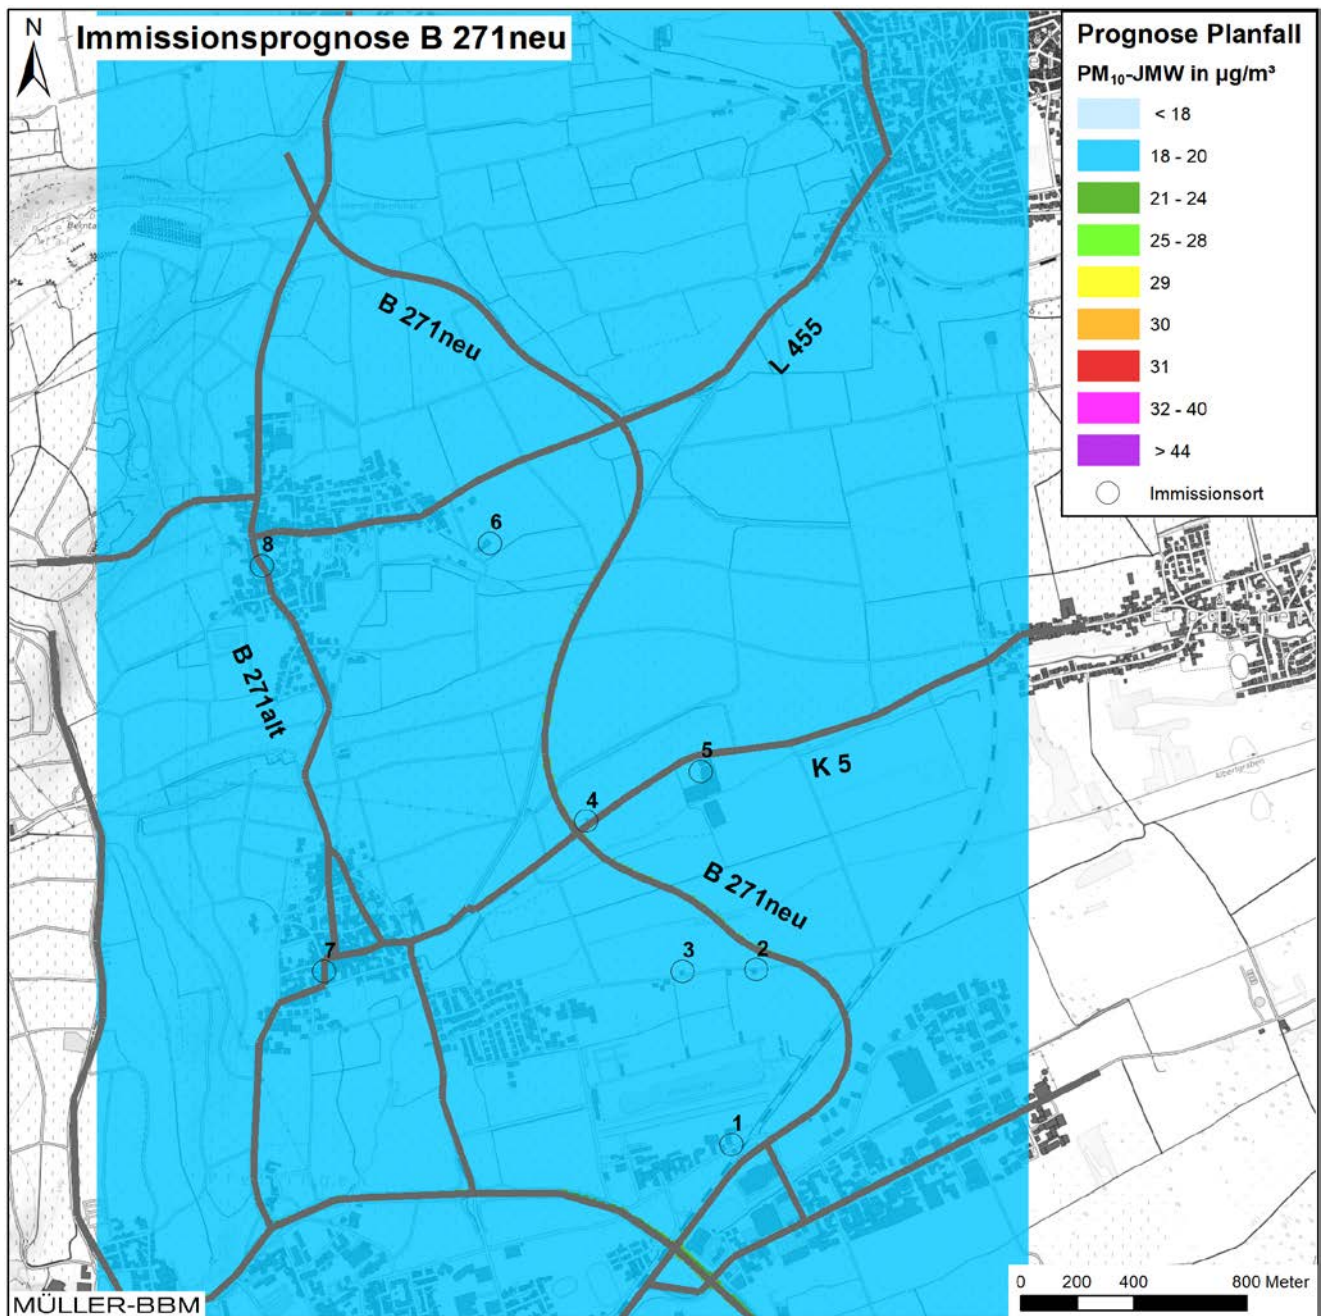 N
Immissionsprognose B 271neu
Prognose Planfall
PM₁₀-JMW in µg/m³
< 18
18 - 20
21 - 24
25 - 28
29
30
31
32 - 40
> 44
Immissionsort
B 271neu
L 455
6
8
B 271alt
5
K 5
4
B 271neu
7
3
2
1
0 200 400 800 Meter
MÜLLER-BBM